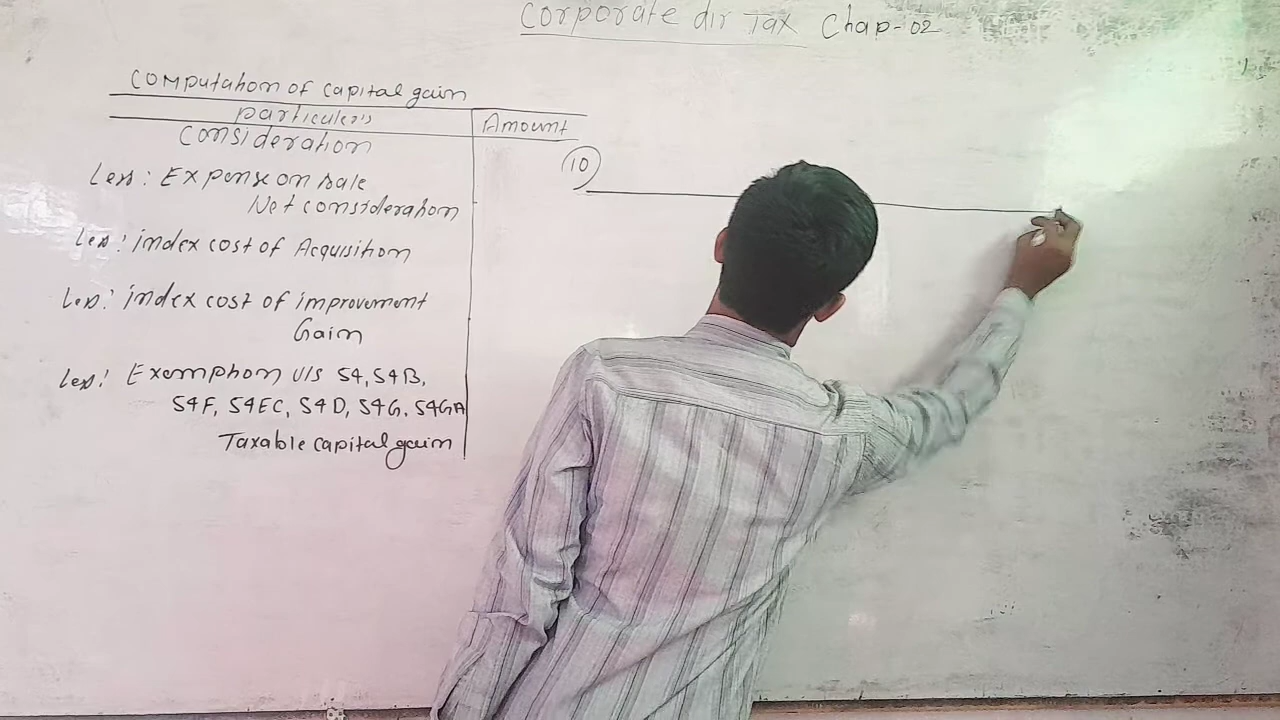 Corporate dir Tax Chap-02
Computation of capital gain
particulers
Amount
Consideration
Less: Expense on sale
Net consideration
Less: index cost of Acquisition
Less: index cost of improvement
Gain
Less: Exemption U/S 54, 54B,
54F, 54EC, 54D, 54G, 54GA
Taxable capital gain
10